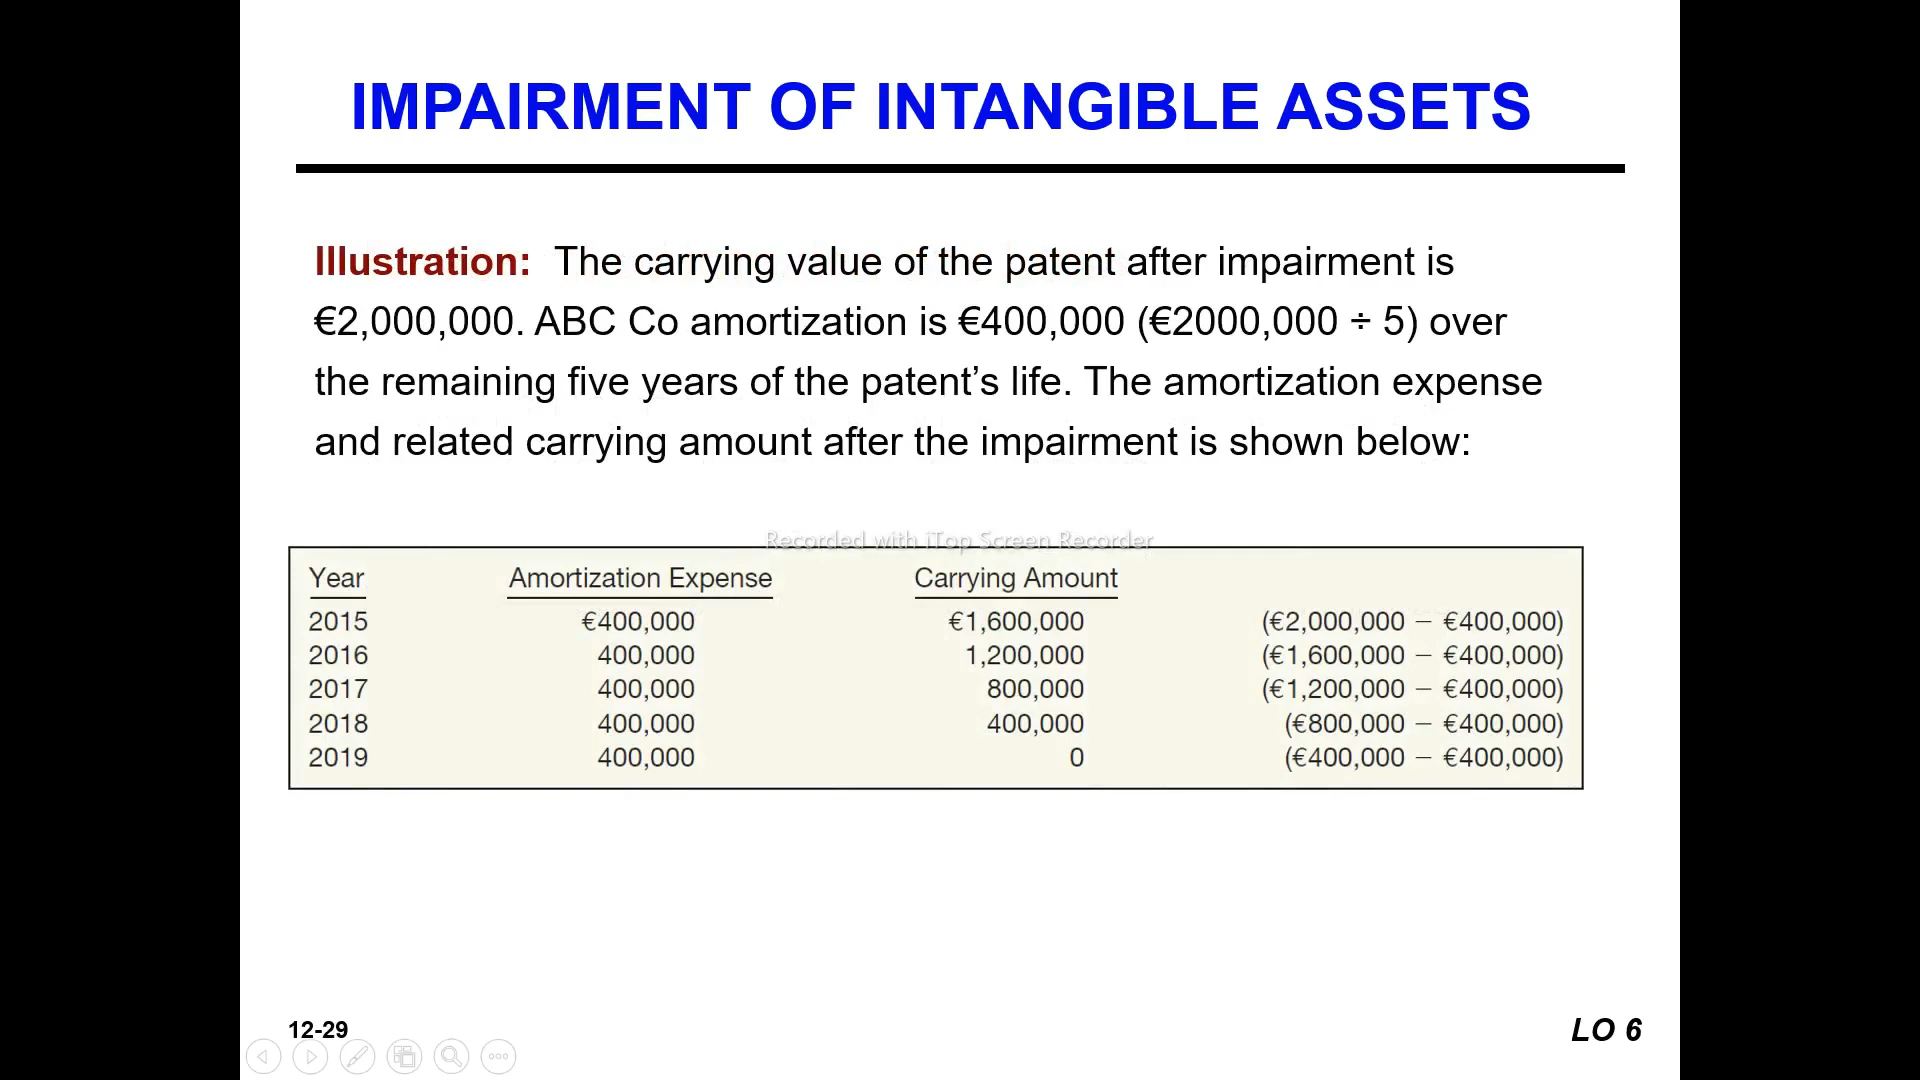 IMPAIRMENT OF INTANGIBLE ASSETS
Illustration: The carrying value of the patent after impairment is
€2,000,000. ABC Co amortization is €400,000 (€2000,000 ÷ 5) over
the remaining five years of the patent’s life. The amortization expense
and related carrying amount after the impairment is shown below:
Recorded with iTop Screen Recorder
Year Amortization Expense Carrying Amount
2015 €400,000 €1,600,000 (€2,000,000 – €400,000)
2016 400,000 1,200,000 (€1,600,000 – €400,000)
2017 400,000 800,000 (€1,200,000 – €400,000)
2018 400,000 400,000 (€800,000 – €400,000)
2019 400,000 0 (€400,000 – €400,000)
12-29
LO 6